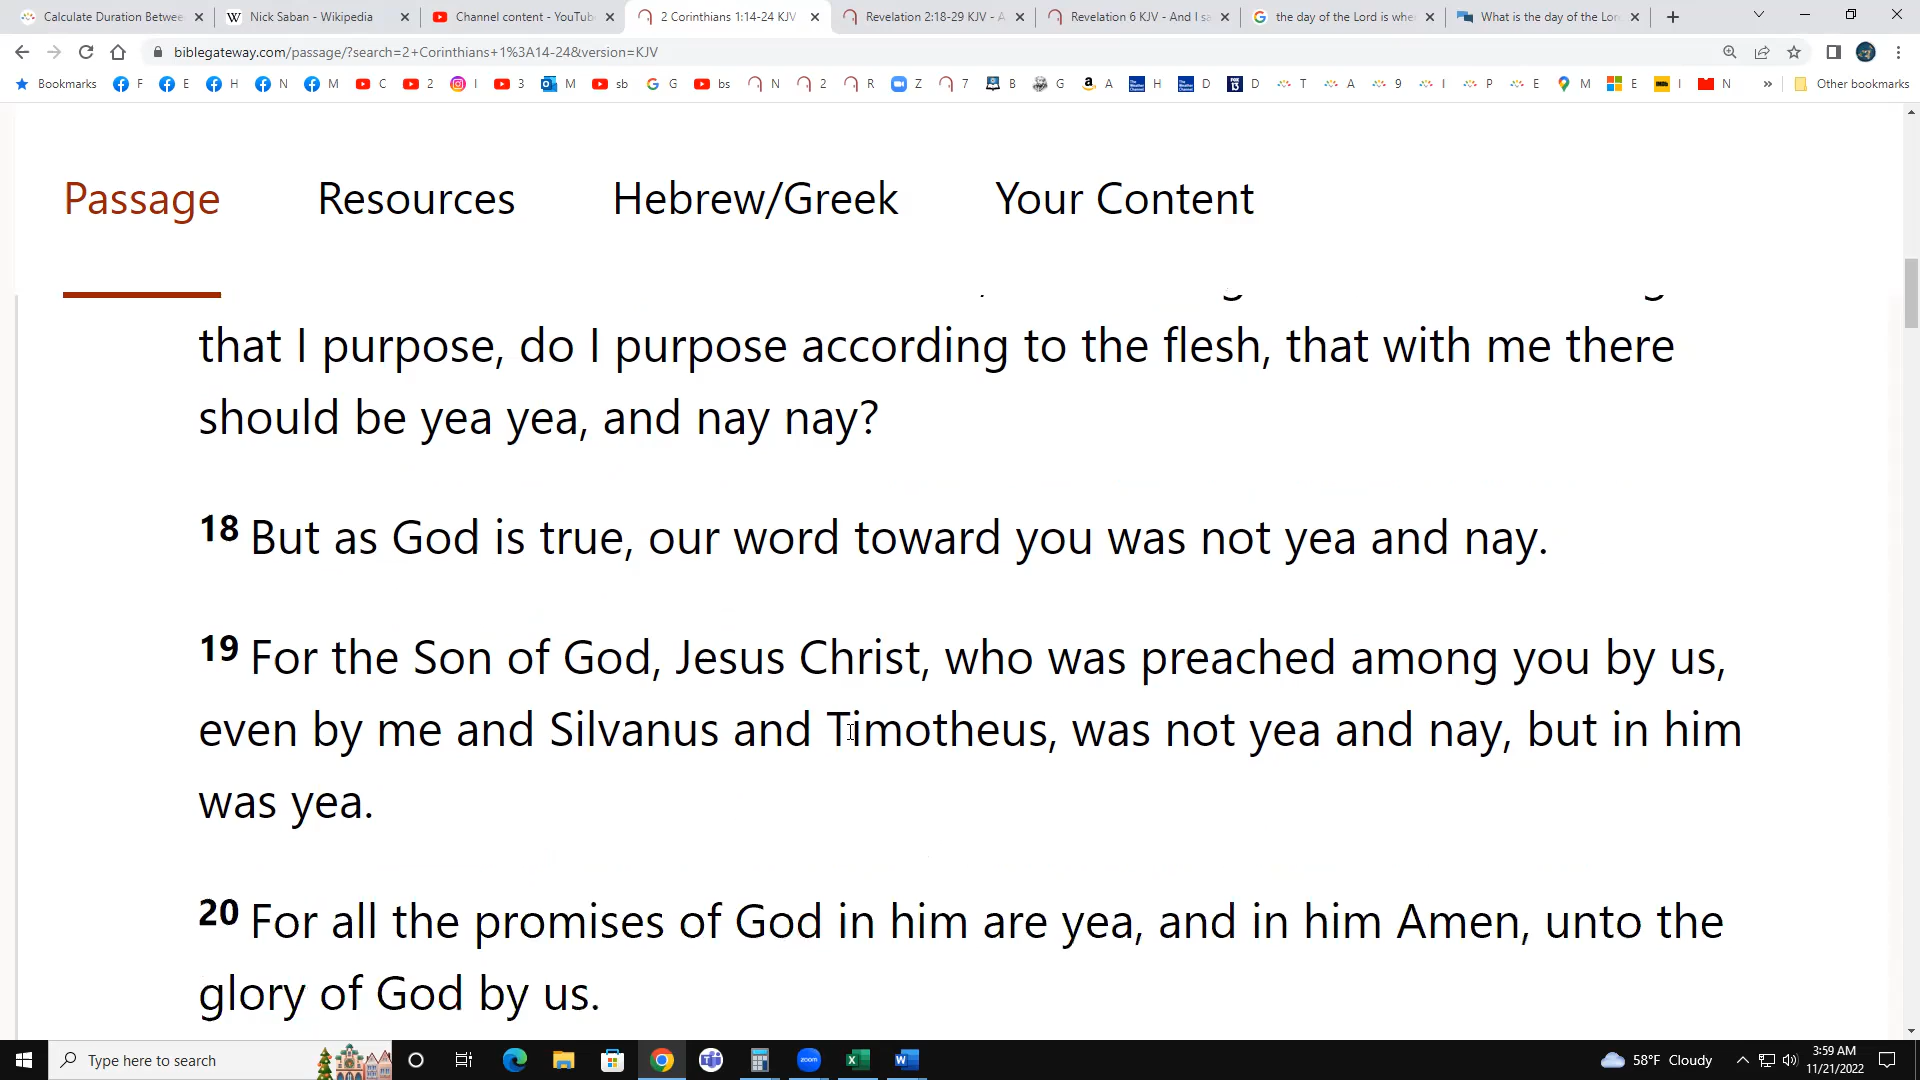 Calculate Duration Betwee
Nick Saban - Wikipedia
Channel content - YouTub
2 Corinthians 1:14-24 KJV
Revelation 2:18-29 KJV - A
Revelation 6 KJV - And I sa
the day of the Lord is whe
What is the day of the Lor
biblegateway.com/passage/?search=2+Corinthians+1%3A14-24&version=KJV
Bookmarks F E H N M C 2 I 3 M sb G bs N 2 R Z 7 B G A H D D T A 9 I P E M E I N » Other bookmarks
Passage Resources Hebrew/Greek Your Content
that I purpose, do I purpose according to the flesh, that with me there
should be yea yea, and nay nay?
18 But as God is true, our word toward you was not yea and nay.
19 For the Son of God, Jesus Christ, who was preached among you by us,
even by me and Silvanus and Timotheus, was not yea and nay, but in him
was yea.
20 For all the promises of God in him are yea, and in him Amen, unto the
glory of God by us.
Type here to search
zoom
58°F Cloudy
3:59 AM
11/21/2022